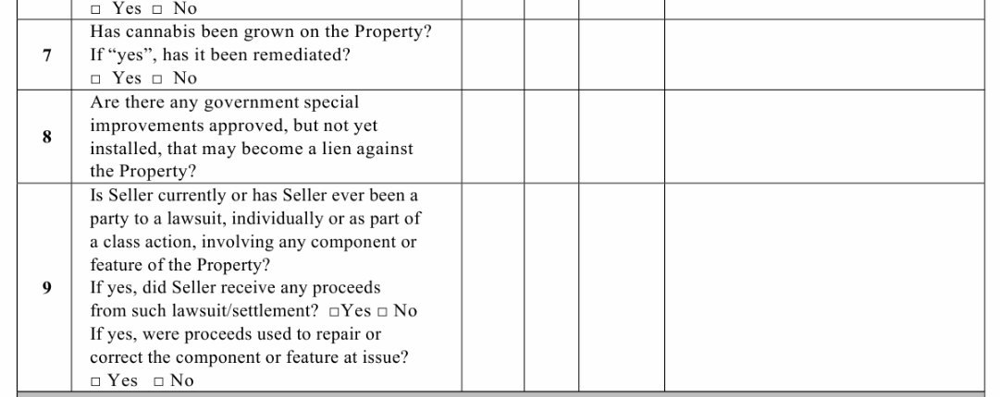 □ Yes □ No
Has cannabis been grown on the Property?
7 If “yes”, has it been remediated?
□ Yes □ No
Are there any government special
improvements approved, but not yet
8 installed, that may become a lien against
the Property?
Is Seller currently or has Seller ever been a
party to a lawsuit, individually or as part of
a class action, involving any component or
feature of the Property?
9 If yes, did Seller receive any proceeds
from such lawsuit/settlement? □Yes □ No
If yes, were proceeds used to repair or
correct the component or feature at issue?
□ Yes □ No